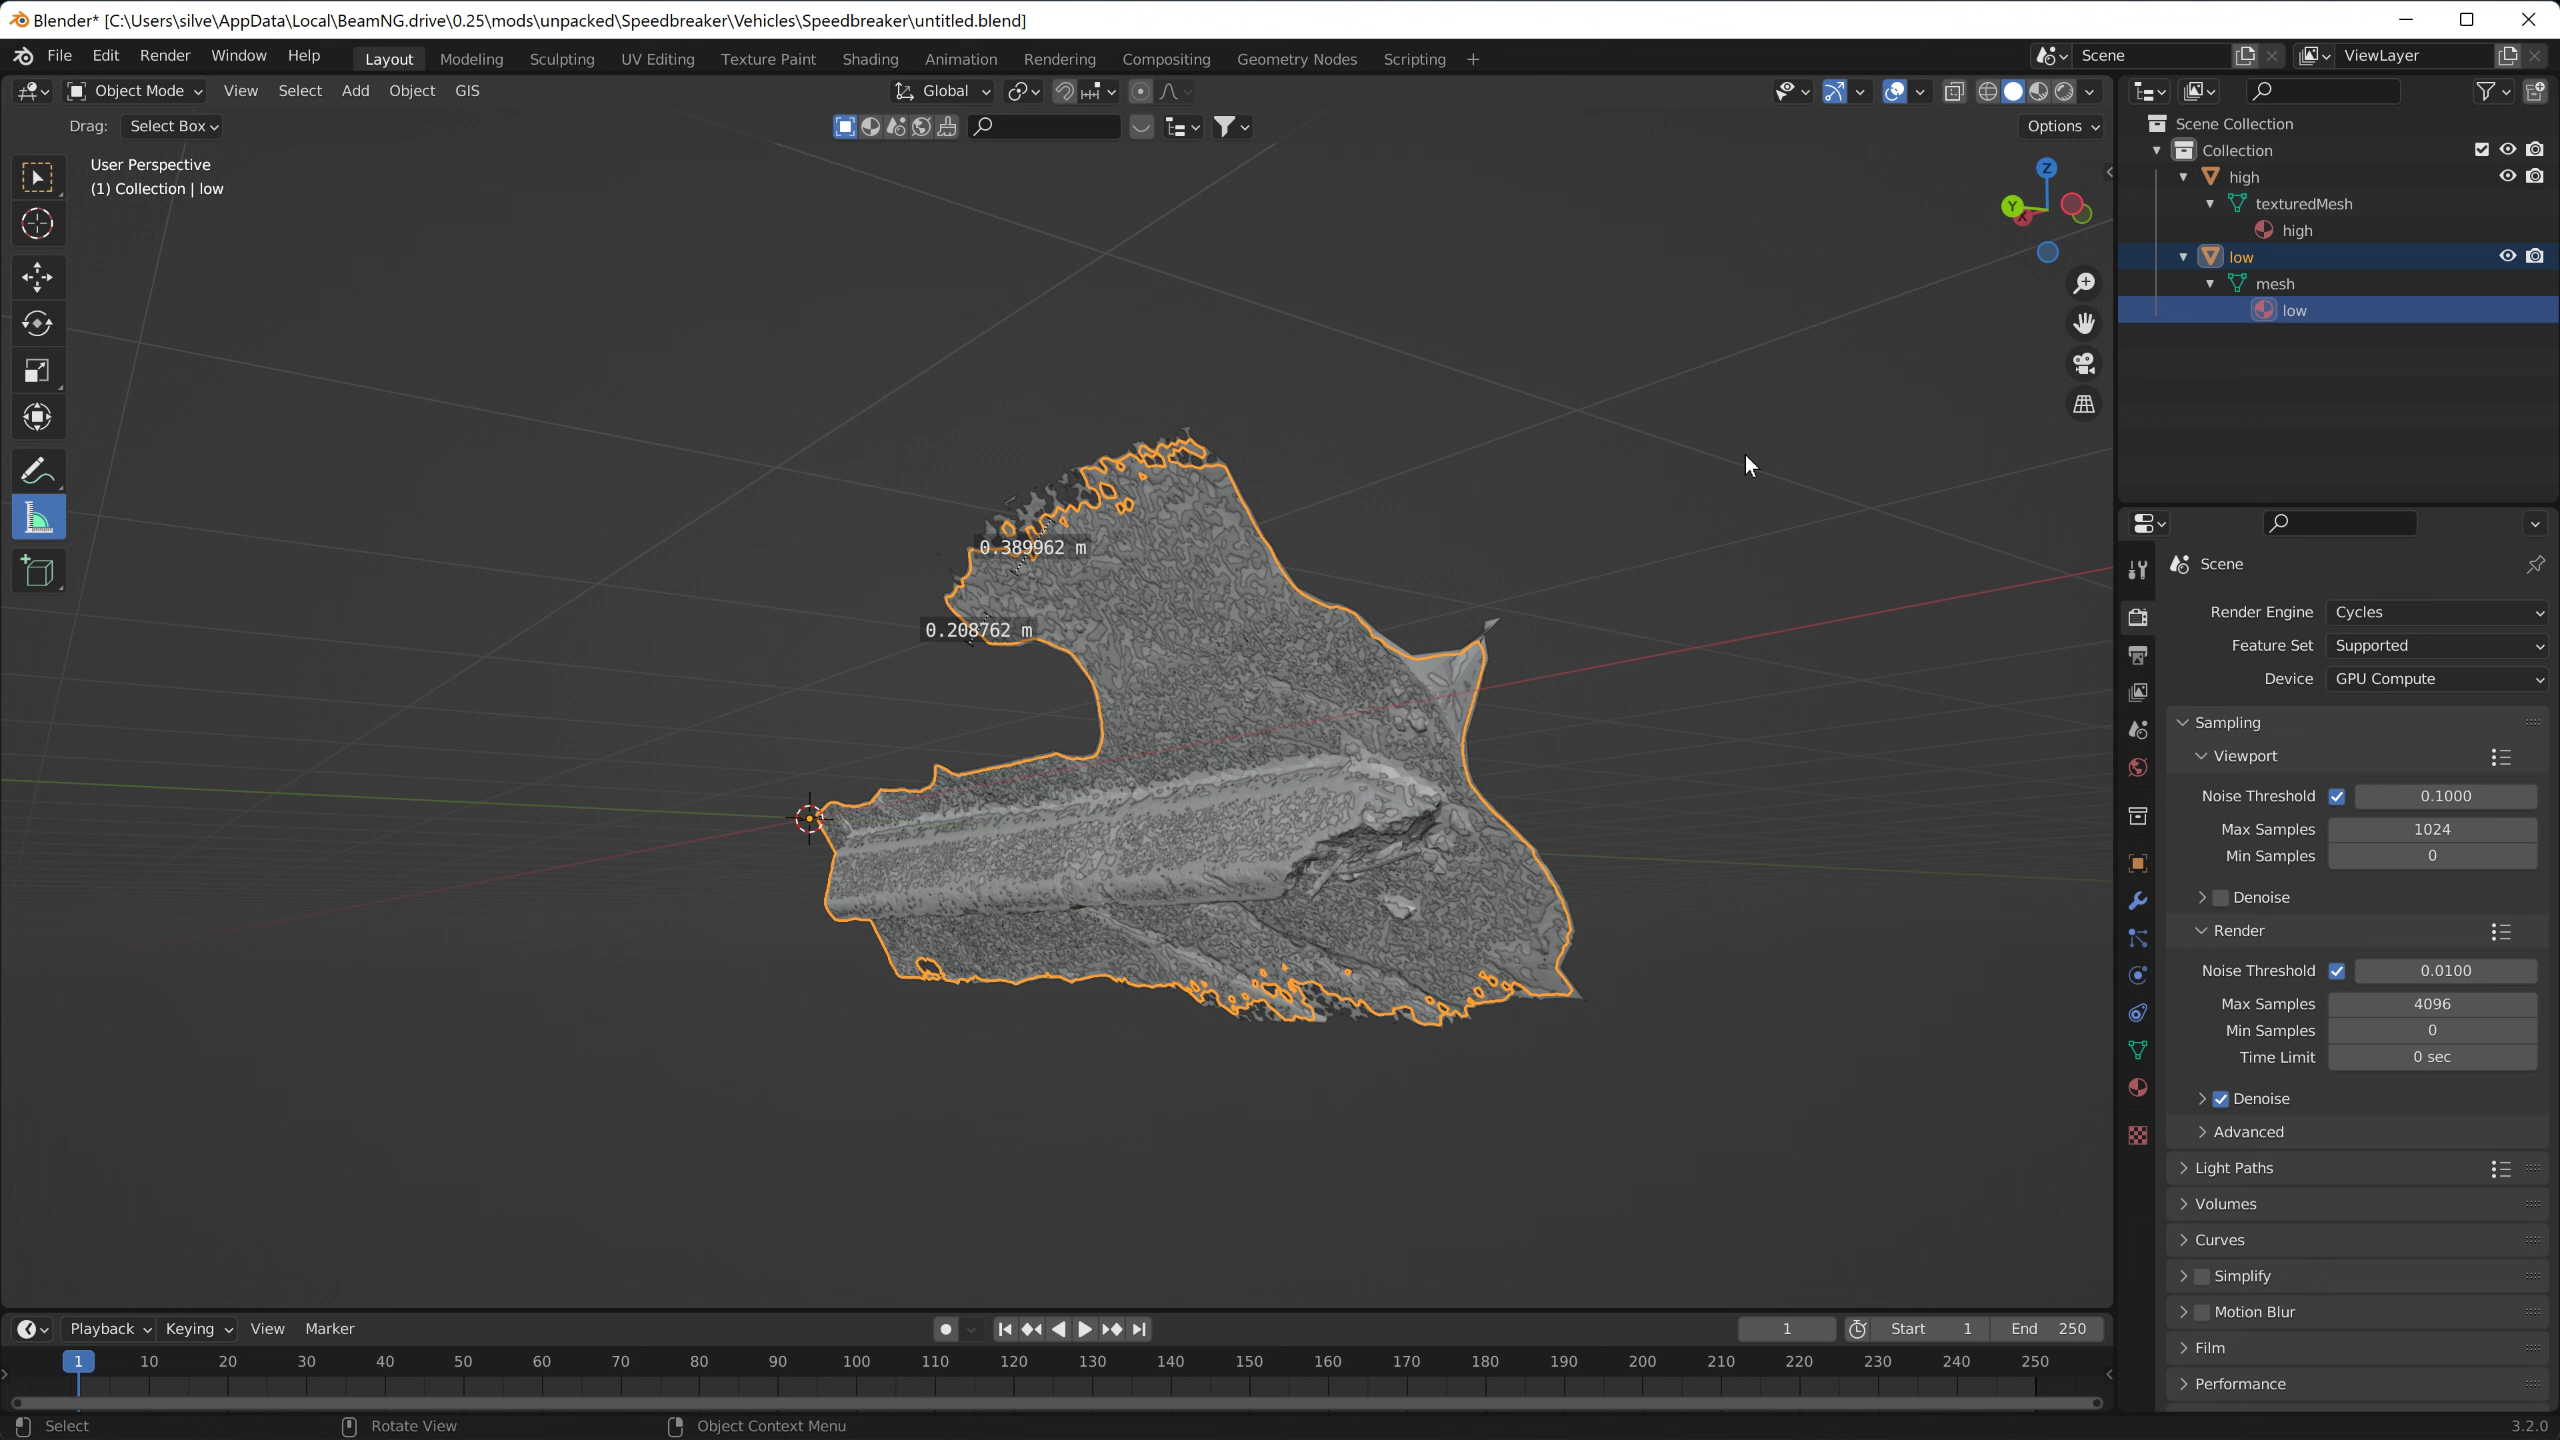 Blender* [C:\Users\silve\AppData\Local\BeamNG.drive\0.25\mods\unpacked\Speedbreaker\Vehicles\Speedbreaker\untitled.blend]
File Edit Render Window Help Layout Modeling Sculpting UV Editing Texture Paint Shading Animation Rendering Compositing Geometry Nodes Scripting + Scene ViewLayer
Object Mode View Select Add Object GIS Global
Drag: Select Box Options
User Perspective
(1) Collection | low
Z
Y
X
0.389962 m
0.208762 m
Scene Collection
Collection
high
texturedMesh
high
low
mesh
low
Scene
Render Engine Cycles
Feature Set Supported
Device GPU Compute
Sampling
Viewport
Noise Threshold 0.1000
Max Samples 1024
Min Samples 0
Denoise
Render
Noise Threshold 0.0100
Max Samples 4096
Min Samples 0
Time Limit 0 sec
Denoise
Advanced
Light Paths
Volumes
Curves
Simplify
Motion Blur
Film
Performance
Playback Keying View Marker 1 Start 1 End 250
1 10 20 30 40 50 60 70 80 90 100 110 120 130 140 150 160 170 180 190 200 210 220 230 240 250
Select Rotate View Object Context Menu 3.2.0